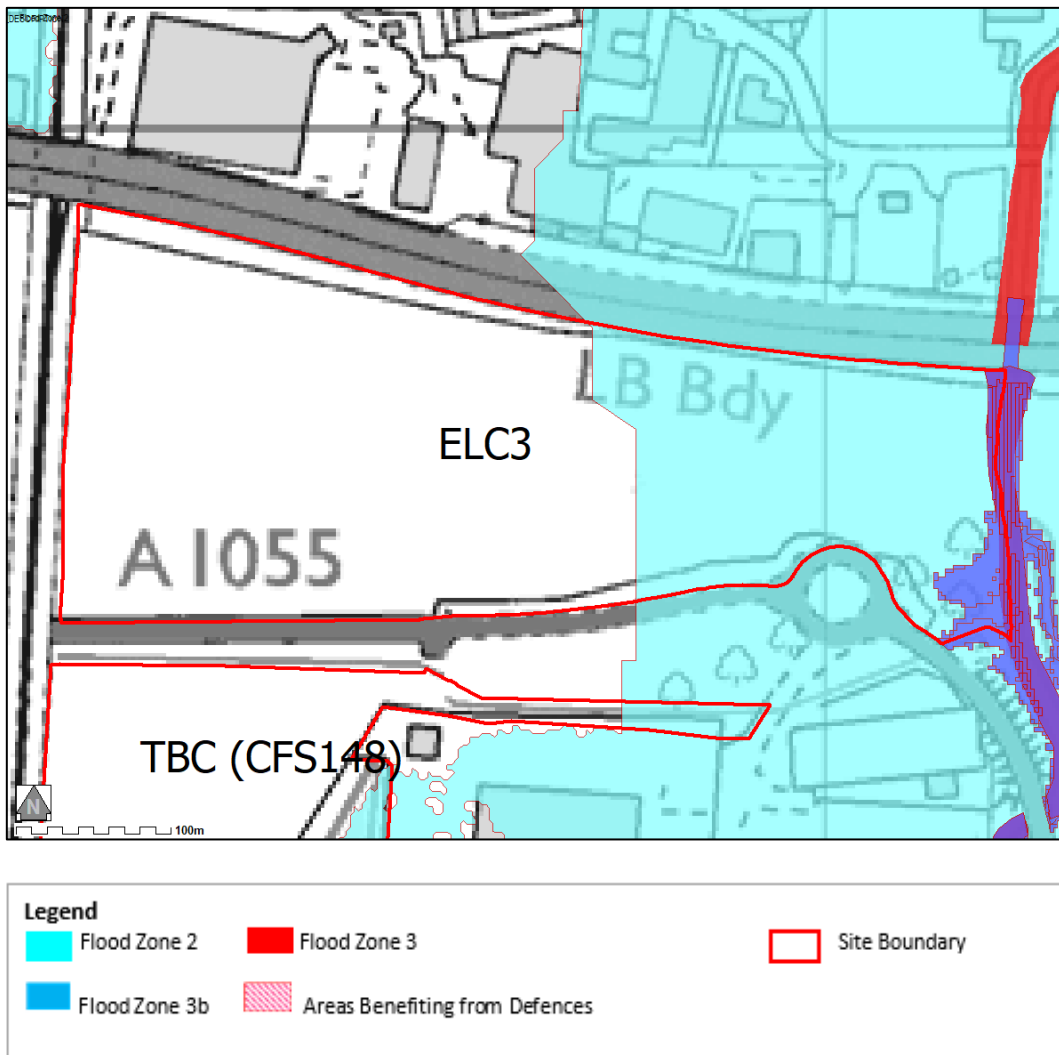 LB Bdy
ELC3
A1055
TBC (CFS148)
N
100m
Legend
Flood Zone 2
Flood Zone 3
Site Boundary
Flood Zone 3b
Areas Benefiting from Defences